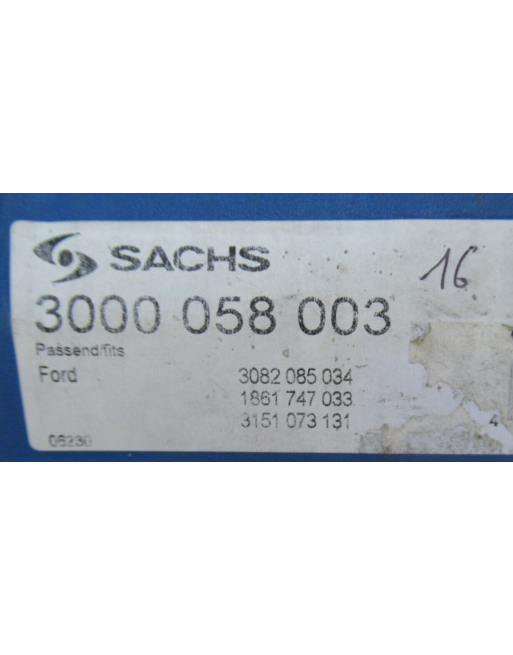 SACHS
16
3000 058 003
Passend/fits
Ford 3082 085 034
1861 747 033
3151 073 131
4
06230